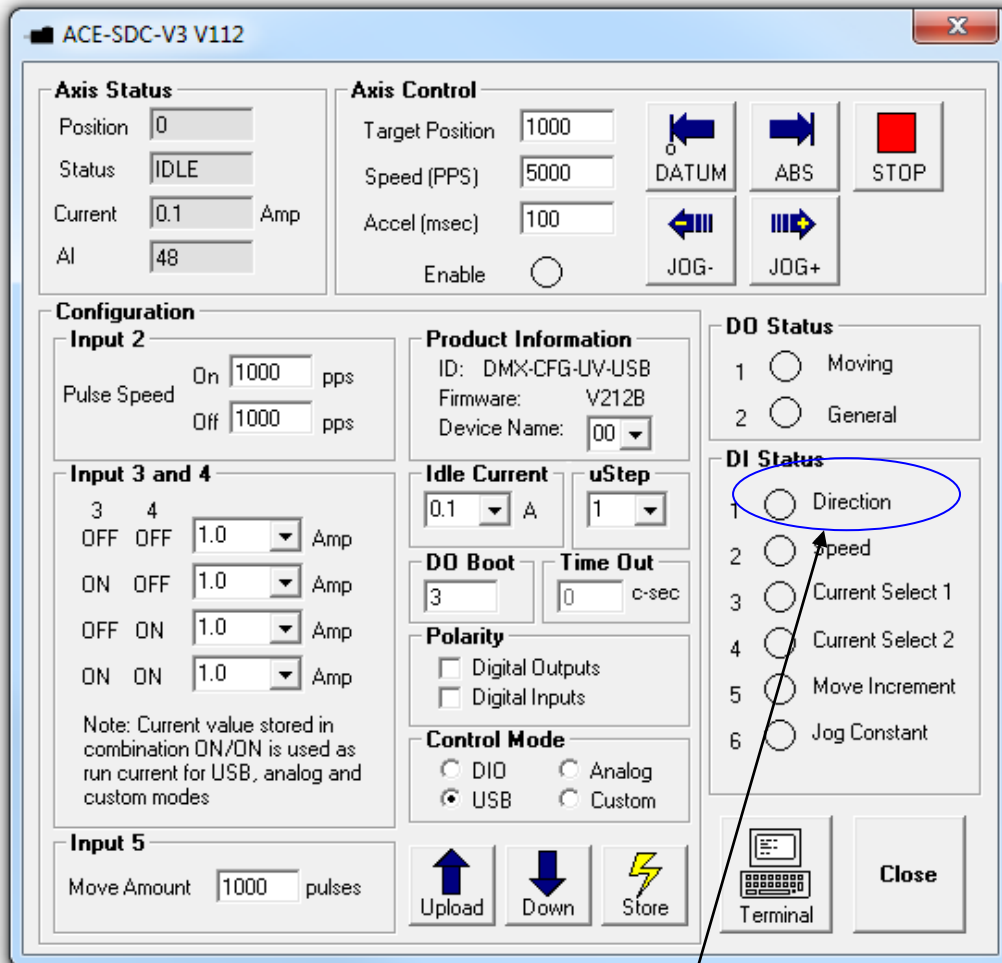 ACE-SDC-V3 V112
X
Axis Status
Position 0
Status IDLE
Current 0.1 Amp
AI 48
Axis Control
Target Position 1000
Speed (PPS) 5000
Accel (msec) 100
Enable
DATUM
ABS
STOP
JOG-
JOG+
Configuration
Input 2
Pulse Speed
On 1000 pps
Off 1000 pps
Input 3 and 4
3 4
OFF OFF 1.0 Amp
ON OFF 1.0 Amp
OFF ON 1.0 Amp
ON ON 1.0 Amp
Note: Current value stored in
combination ON/ON is used as
run current for USB, analog and
custom modes
Input 5
Move Amount 1000 pulses
Product Information
ID: DMX-CFG-UV-USB
Firmware: V212B
Device Name: 00
Idle Current
0.1 A
uStep
1
DO Boot
3
Time Out
0 c-sec
Polarity
Digital Outputs
Digital Inputs
Control Mode
DIO Analog
USB Custom
Upload
Down
Store
DO Status
1 Moving
2 General
DI Status
1 Direction
2 Speed
3 Current Select 1
4 Current Select 2
5 Move Increment
6 Jog Constant
Terminal
Close